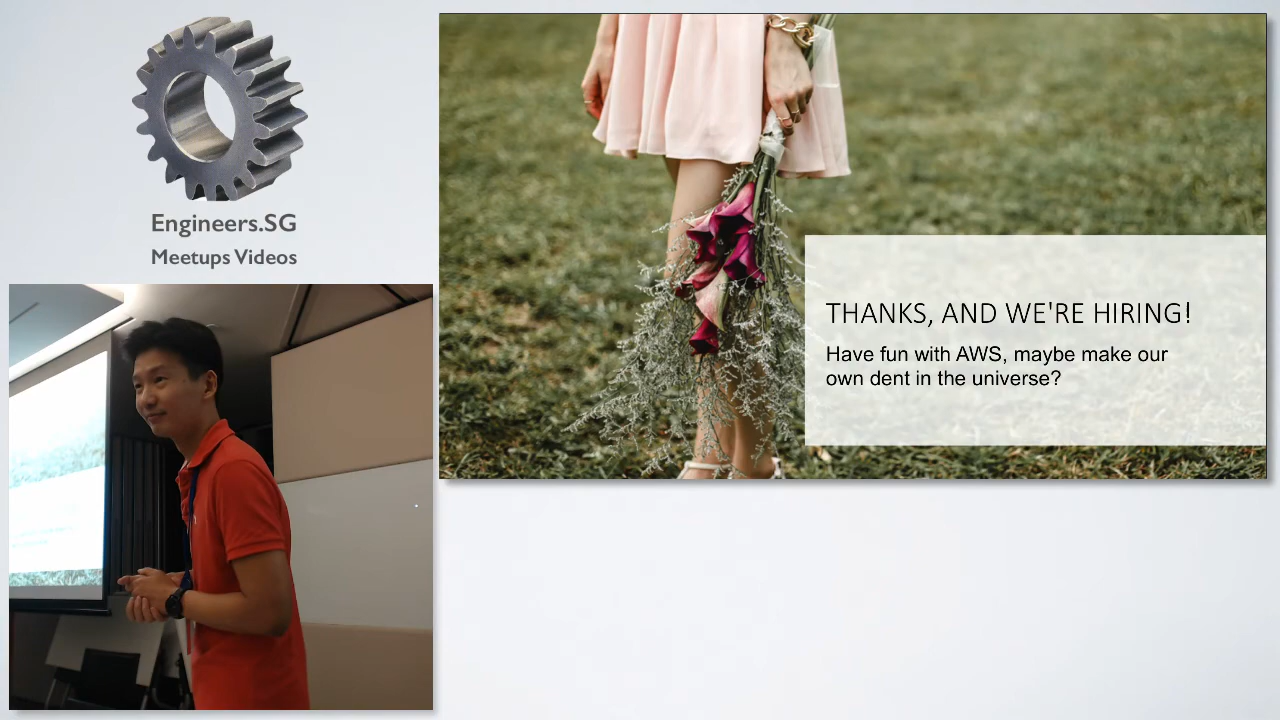 Engineers.SG
Meetups Videos
THANKS, AND WE'RE HIRING!
Have fun with AWS, maybe make our
own dent in the universe?